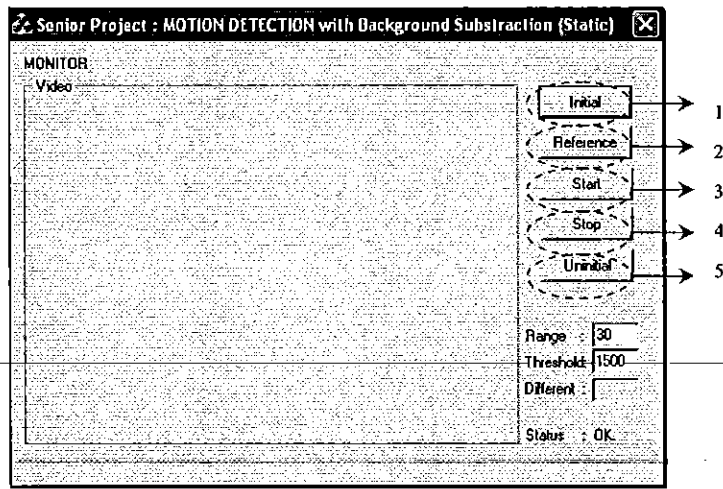 Senior Project : MOTION DETECTION with Background Substraction (Static)
MONITOR
Video
Initial
1
Reference
2
Start
3
Stop
4
Uninitial
5
Range : 30
Threshold: 1500
Different :
Status : OK.